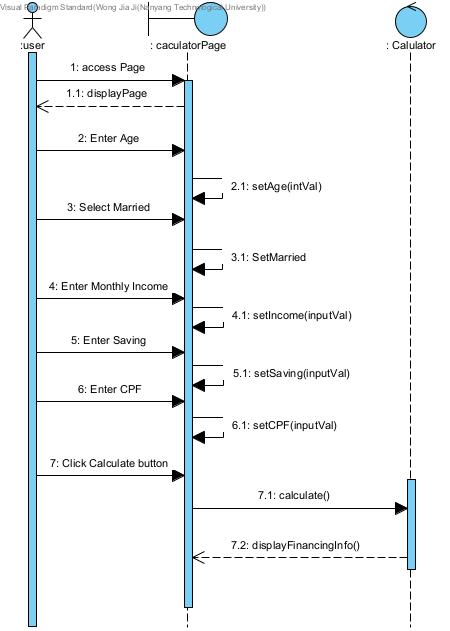 Visual Paradigm Standard(Wong Jia Ji(Nanyang Technological University))
:user
: caculatorPage
: Calulator
1: access Page
1.1: displayPage
2: Enter Age
2.1: setAge(intVal)
3: Select Married
3.1: SetMarried
4: Enter Monthly Income
4.1: setIncome(inputVal)
5: Enter Saving
5.1: setSaving(inputVal)
6: Enter CPF
6.1: setCPF(inputVal)
7: Click Calculate button
7.1: calculate()
7.2: displayFinancingInfo()